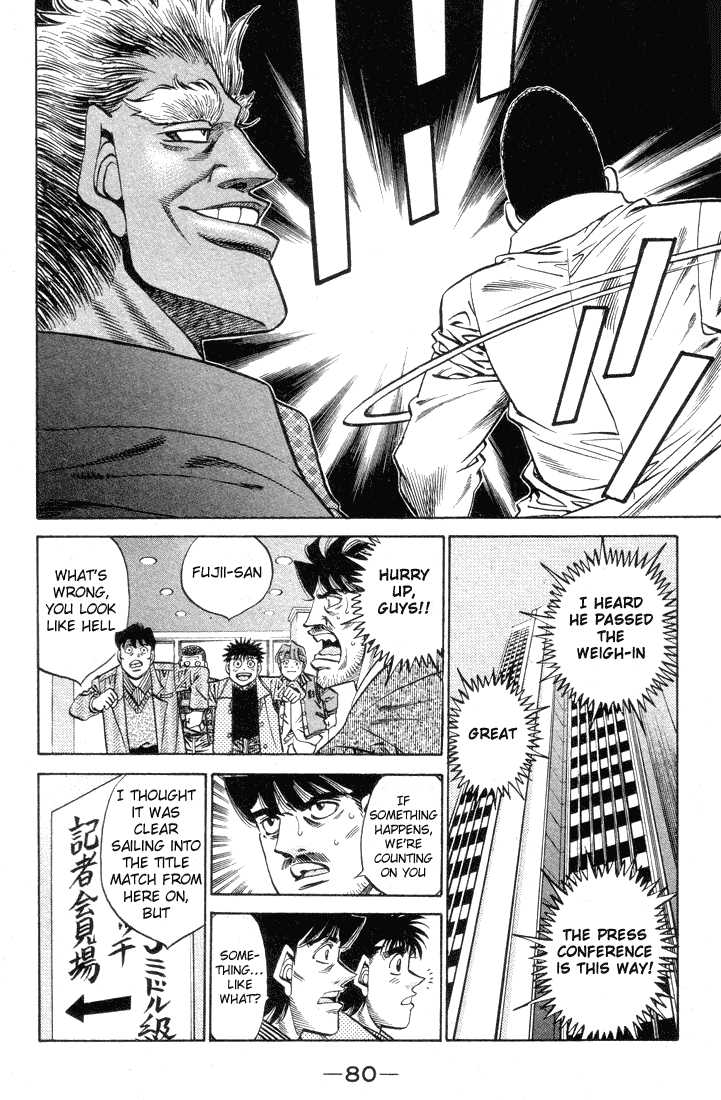 I HEARD
HE PASSED
THE
WEIGH-IN
GREAT
THE PRESS
CONFERENCE
IS THIS WAY!
HURRY
UP,
GUYS!!
FUJII-SAN
WHAT'S
WRONG,
YOU LOOK
LIKE HELL
IF
SOMETHING
HAPPENS,
WE'RE
COUNTING
ON YOU
SOME-
THING...
LIKE
WHAT?
I THOUGHT
IT WAS
CLEAR
SAILING INTO
THE TITLE
MATCH FROM
HERE ON,
BUT
ミドル級
記者会見場
—80—